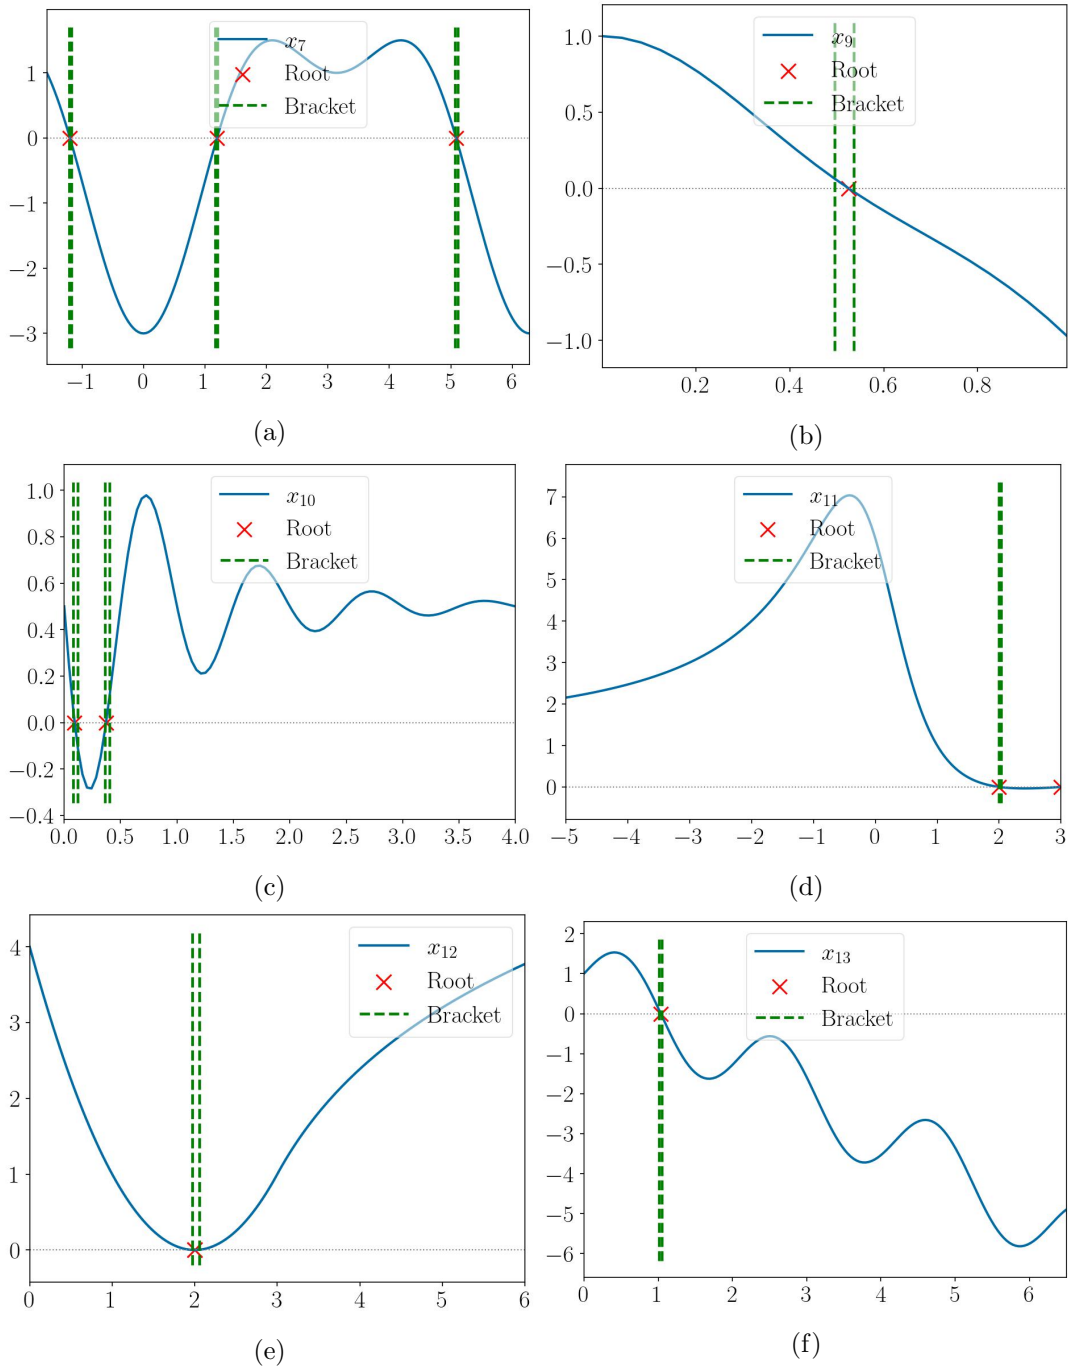 x_7
Root
Bracket
1
0
−1
−2
−3
−1 0 1 2 3 4 5 6
(a)
x_9
Root
Bracket
1.0
0.5
0.0
−0.5
−1.0
0.2 0.4 0.6 0.8
(b)
x_10
Root
Bracket
1.0
0.8
0.6
0.4
0.2
0.0
−0.2
−0.4
0.0 0.5 1.0 1.5 2.0 2.5 3.0 3.5 4.0
(c)
x_11
Root
Bracket
7
6
5
4
3
2
1
0
−5 −4 −3 −2 −1 0 1 2 3
(d)
x_12
Root
Bracket
4
3
2
1
0
0 1 2 3 4 5 6
(e)
x_13
Root
Bracket
2
1
0
−1
−2
−3
−4
−5
−6
0 1 2 3 4 5 6
(f)